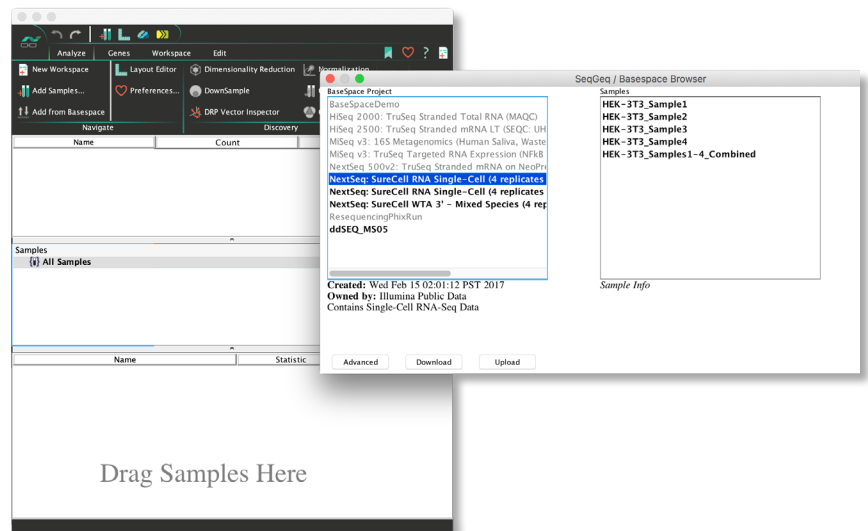 Analyze Genes Workspace Edit
?
New Workspace Layout Editor Dimensionality Reduction Normalization
Add Samples... Preferences... DownSample
Add from Basespace DRP Vector Inspector
Navigate Discovery
Name Count
Samples
{ı} All Samples
Name Statistic
Drag Samples Here
SeqGeq / Basespace Browser
BaseSpace Project
BaseSpaceDemo
HiSeq 2000: TruSeq Stranded Total RNA (MAQC)
HiSeq 2500: TruSeq Stranded mRNA LT (SEQC: UH
MiSeq v3: 16S Metagenomics (Human Saliva, Waste
MiSeq v3: TruSeq Targeted RNA Expression (NFkB
NextSeq 500v2: TruSeq Stranded mRNA on NeoPre
NextSeq: SureCell RNA Single-Cell (4 replicates
NextSeq: SureCell RNA Single-Cell (4 replicates
NextSeq: SureCell WTA 3' - Mixed Species (4 rep
ResequencingPhixRun
ddSEQ_MS05
Created: Wed Feb 15 02:01:12 PST 2017
Owned by: Illumina Public Data
Contains Single-Cell RNA-Seq Data
Advanced Download Upload
Samples
HEK-3T3_Sample1
HEK-3T3_Sample2
HEK-3T3_Sample3
HEK-3T3_Sample4
HEK-3T3_Samples1-4_Combined
Sample Info